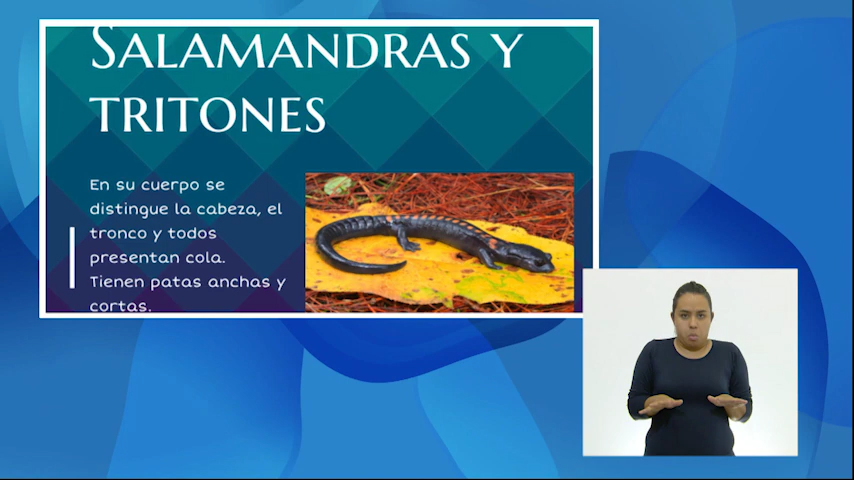 SALAMANDRAS Y
TRITONES
En su cuerpo se
distingue la cabeza, el
tronco y todos
presentan cola.
Tienen patas anchas y
cortas.